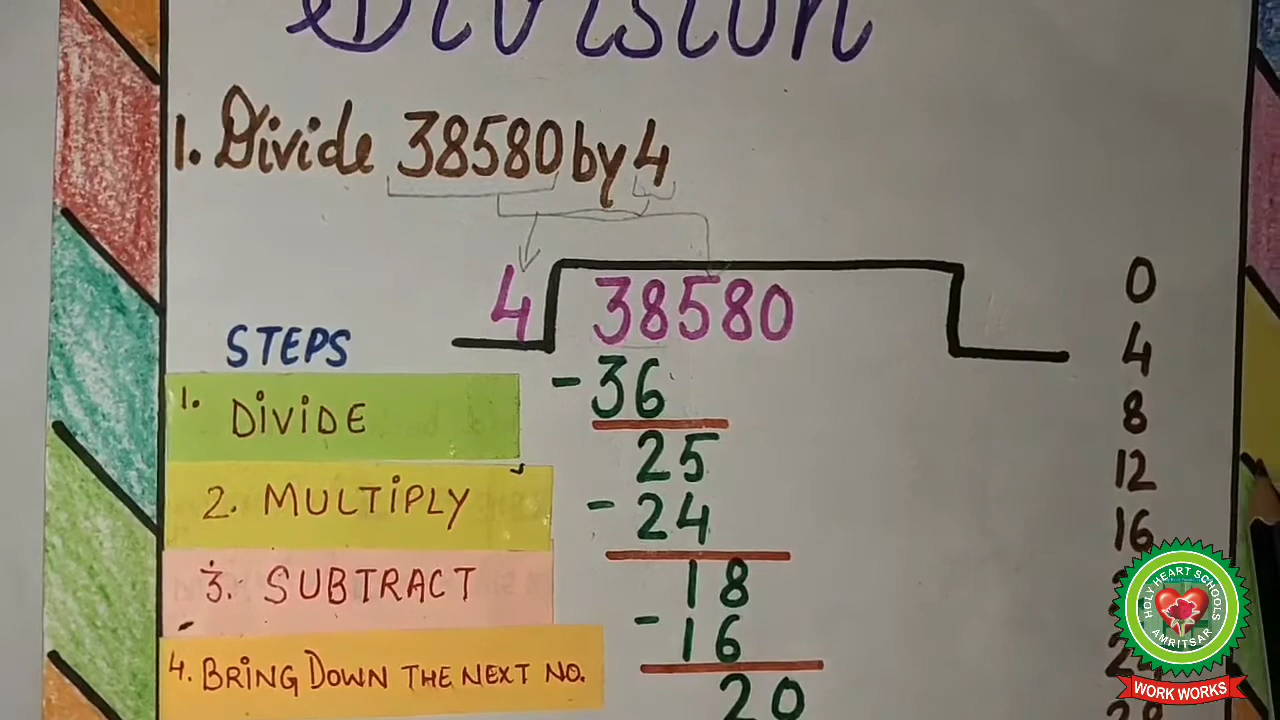 Division
1. Divide 38580 by 4
4 38580
STEPS
1. DiViDE
2. MULTiPLY
3. SUBTRACT
4. BRiNG DOWN THE NEXT NO.
-36
25
-24
18
-16
20
0
4
8
12
16
HOLY HEART SCHOOLS
AMRITSAR
WORK WORKS